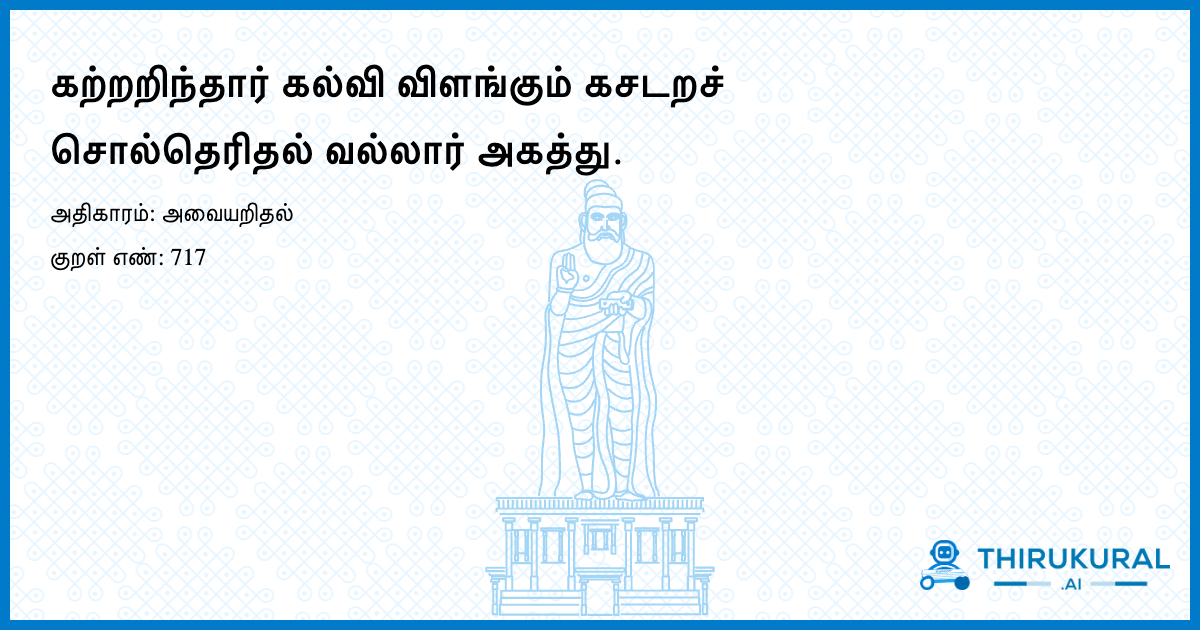 கற்றறிந்தார் கல்வி விளங்கும் கசடறச்
சொல்தெரிதல் வல்லார் அகத்து.
அதிகாரம்: அவையறிதல்
குறள் எண்: 717
THIRUKURAL
.AI